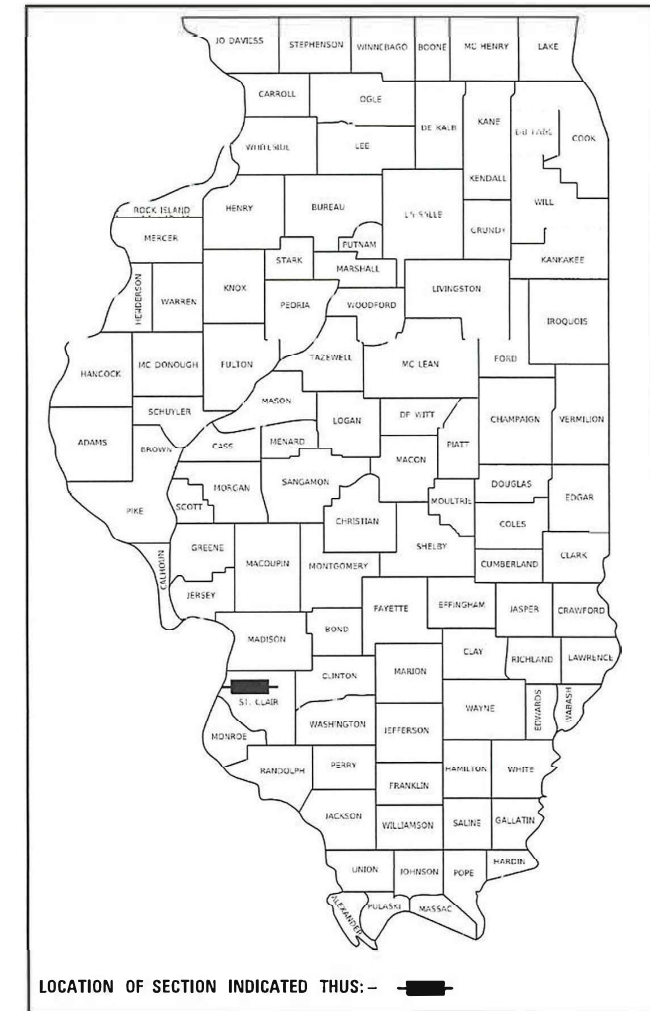 JO DAVIESS STEPHENSON WINNEBAGO BOONE MC HENRY LAKE
CARROLL OGLE DE KALB KANE COOK
WHITESIDE LEE KENDALL
ROCK ISLAND HENRY BUREAU WILL
MERCER PUTNAM GRUNDY
STARK MARSHALL KANKAKEE
HENDERSON WARREN KNOX PEORIA WOODFORD LIVINGSTON
IROQUOIS
HANCOCK MC DONOUGH FULTON TAZEWELL MC LEAN FORD
SCHUYLER MASON
ADAMS BROWN LOGAN DE WITT CHAMPAIGN VERMILION
CASS MENARD MACON PIATT
PIKE SCOTT MORGAN SANGAMON MOULTRIE DOUGLAS EDGAR
CHRISTIAN COLES
GREENE SHELBY
CALHOUN MACOUPIN MONTGOMERY CUMBERLAND CLARK
JERSEY FAYETTE EFFINGHAM JASPER CRAWFORD
MADISON BOND
CLAY RICHLAND LAWRENCE
CLINTON MARION
ST. CLAIR WAYNE EDWARDS WABASH
MONROE WASHINGTON JEFFERSON
RANDOLPH PERRY HAMILTON WHITE
FRANKLIN
JACKSON WILLIAMSON SALINE GALLATIN
UNION JOHNSON POPE HARDIN
ALEXANDER PULASKI MASSAC
LOCATION OF SECTION INDICATED THUS:-